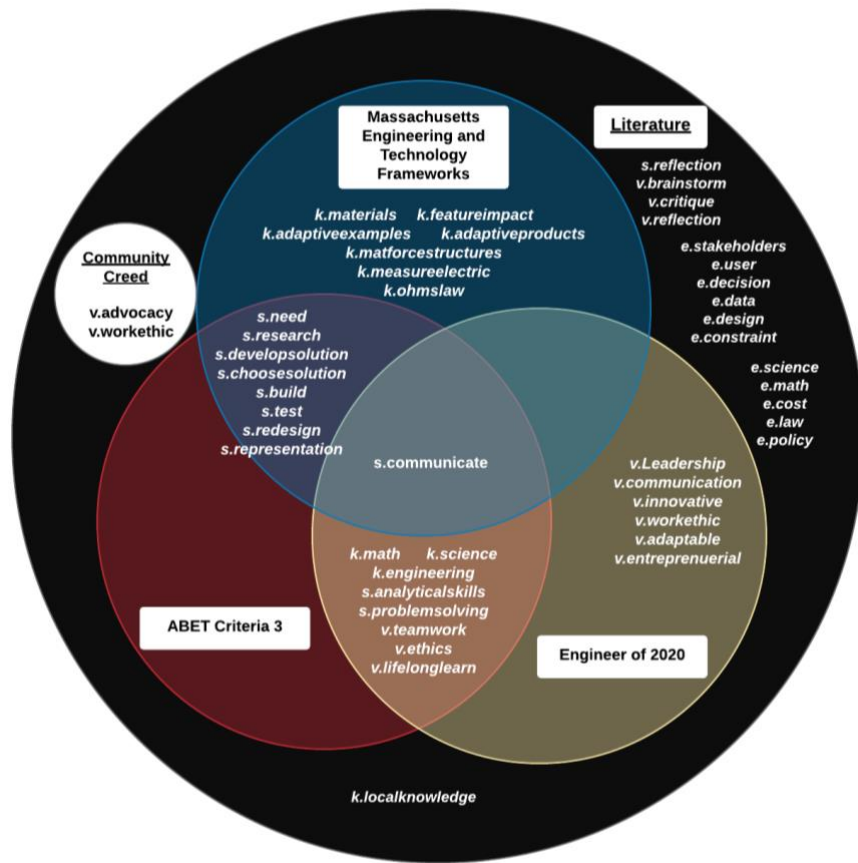 Massachusetts
Engineering and
Technology
Frameworks
k.materials k.featureimpact
k.adaptiveexamples k.adaptiveproducts
k.matforcestructures
k.measureelectric
k.ohmslaw
Literature
s.reflection
v.brainstorm
v.critique
v.reflection
e.stakeholders
e.user
e.decision
e.data
e.design
e.constraint
e.science
e.math
e.cost
e.law
e.policy
Community
Creed
v.advocacy
v.workethic
s.need
s.research
s.developsolution
s.choosesolution
s.build
s.test
s.redesign
s.representation
s.communicate
v.Leadership
v.communication
v.innovative
v.workethic
v.adaptable
v.entreprenuerial
k.math k.science
k.engineering
s.analyticalskills
s.problemsolving
v.teamwork
v.ethics
v.lifelonglearn
ABET Criteria 3
Engineer of 2020
k.localknowledge